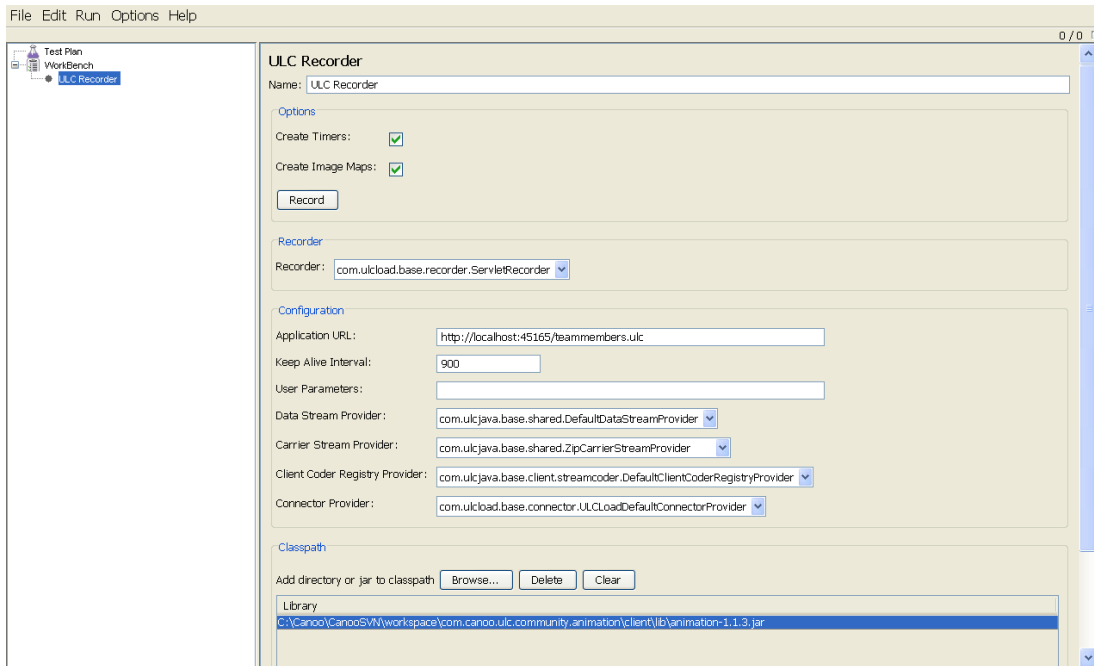 File Edit Run Options Help
0 / 0
Test Plan
WorkBench
ULC Recorder
ULC Recorder
Name: ULC Recorder
Options
Create Timers:
Create Image Maps:
Record
Recorder
Recorder: com.ulcload.base.recorder.ServletRecorder
Configuration
Application URL: http://localhost:45165/teammembers.ulc
Keep Alive Interval: 900
User Parameters:
Data Stream Provider: com.ulcjava.base.shared.DefaultDataStreamProvider
Carrier Stream Provider: com.ulcjava.base.shared.ZipCarrierStreamProvider
Client Coder Registry Provider: com.ulcjava.base.client.streamcoder.DefaultClientCoderRegistryProvider
Connector Provider: com.ulcload.base.connector.ULCLoadDefaultConnectorProvider
Classpath
Add directory or jar to classpath Browse... Delete Clear
Library
C:\Canoo\CanooSVN\workspace\com.canoo.ulc.community.animation\client\lib\animation-1.1.3.jar